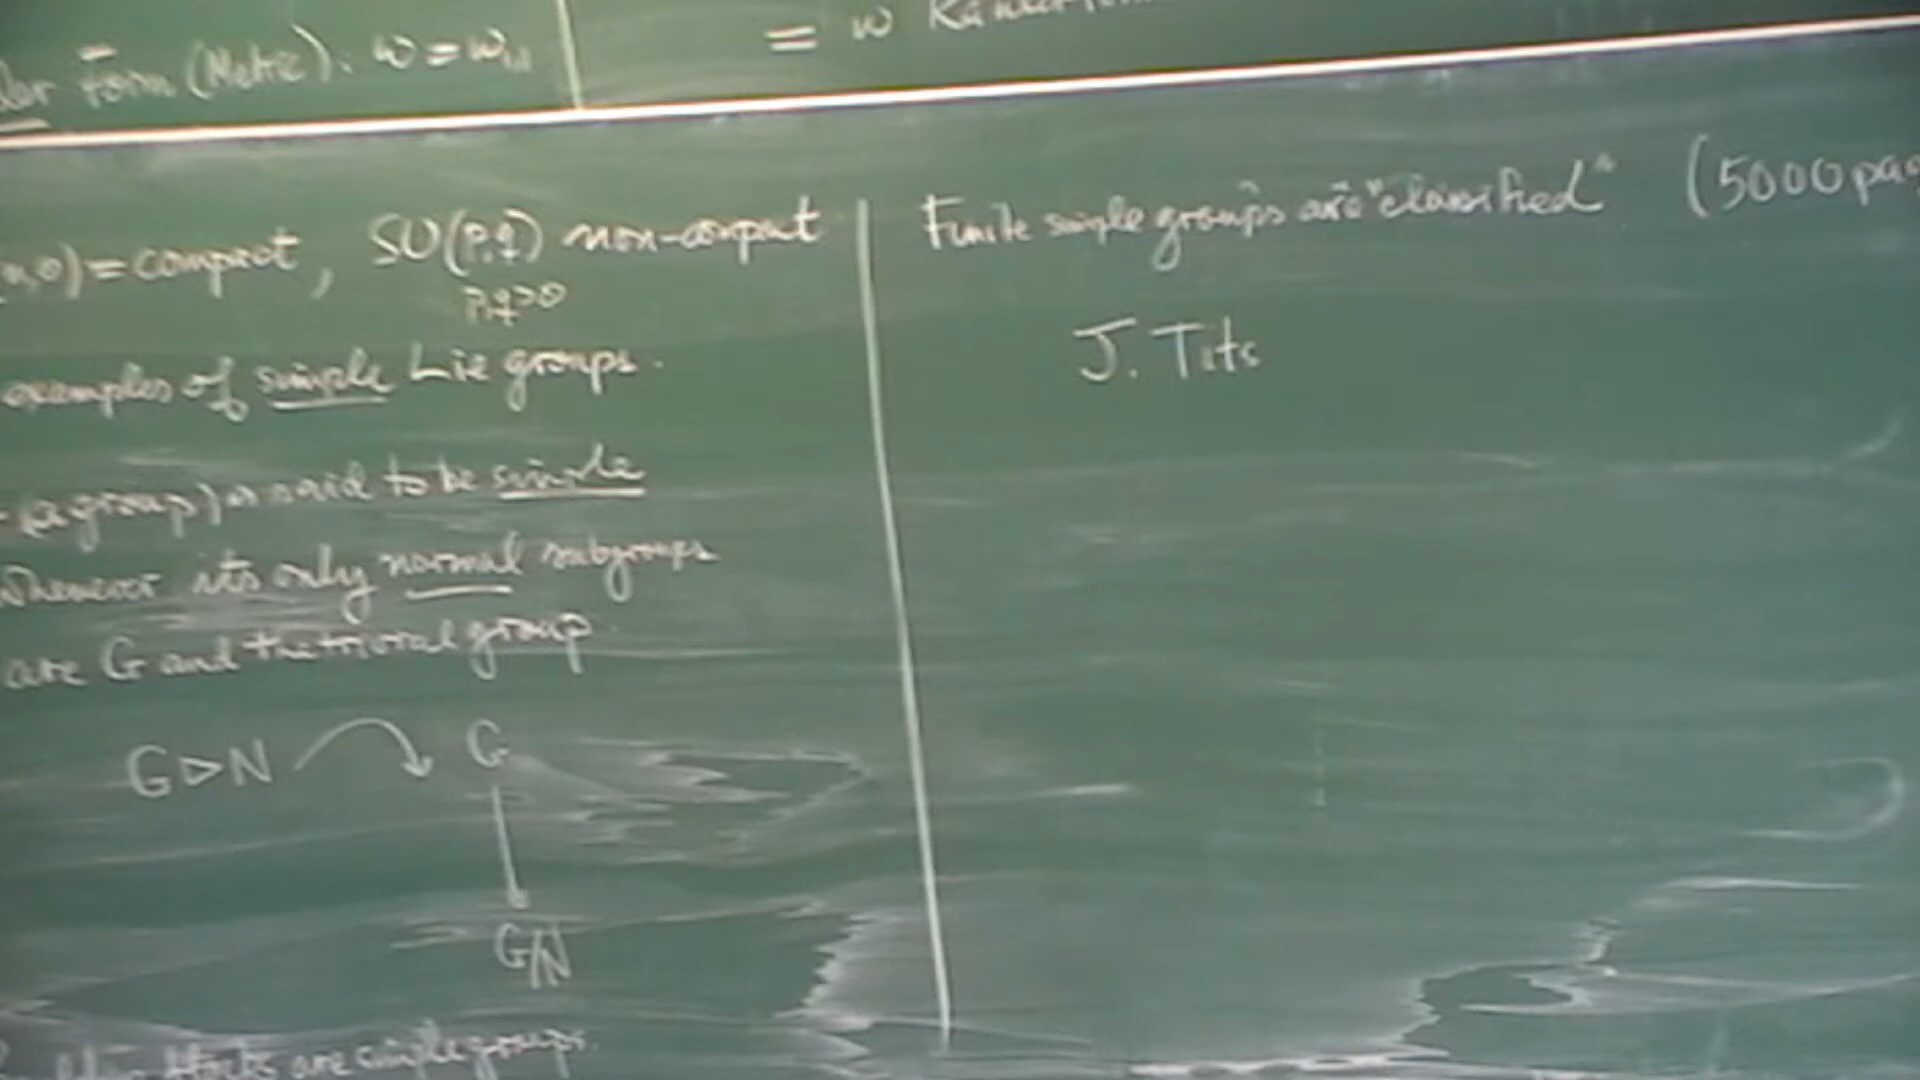 Form (Metric): ω = ω
= ω
,0) = compact, SU(p,q) non-compact
p,q>0
examples of simple Lie groups.
(a group) is said to be simple
Whenever its only normal subgroups
are G and the trivial group.
G ▷ N G
G/N
blocks are simple groups.
Finite simple groups are "classified" (5000 pag
J. Tits